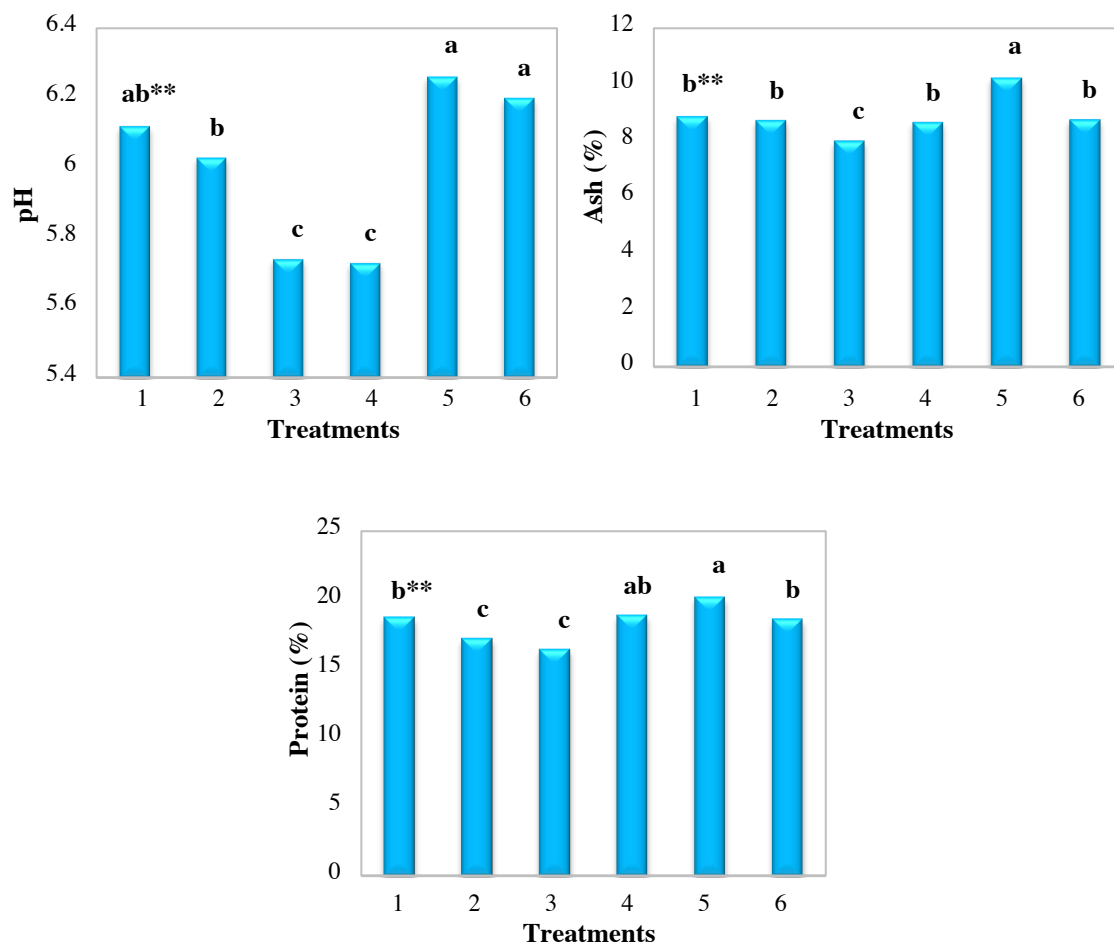 6.4
6.2
6
5.8
5.6
5.4
pH
ab**
b
c
c
a
a
1 2 3 4 5 6
Treatments
12
10
8
6
4
2
0
Ash (%)
b**
b
c
b
a
b
1 2 3 4 5 6
Treatments
25
20
15
10
5
0
Protein (%)
b**
c
c
ab
a
b
1 2 3 4 5 6
Treatments